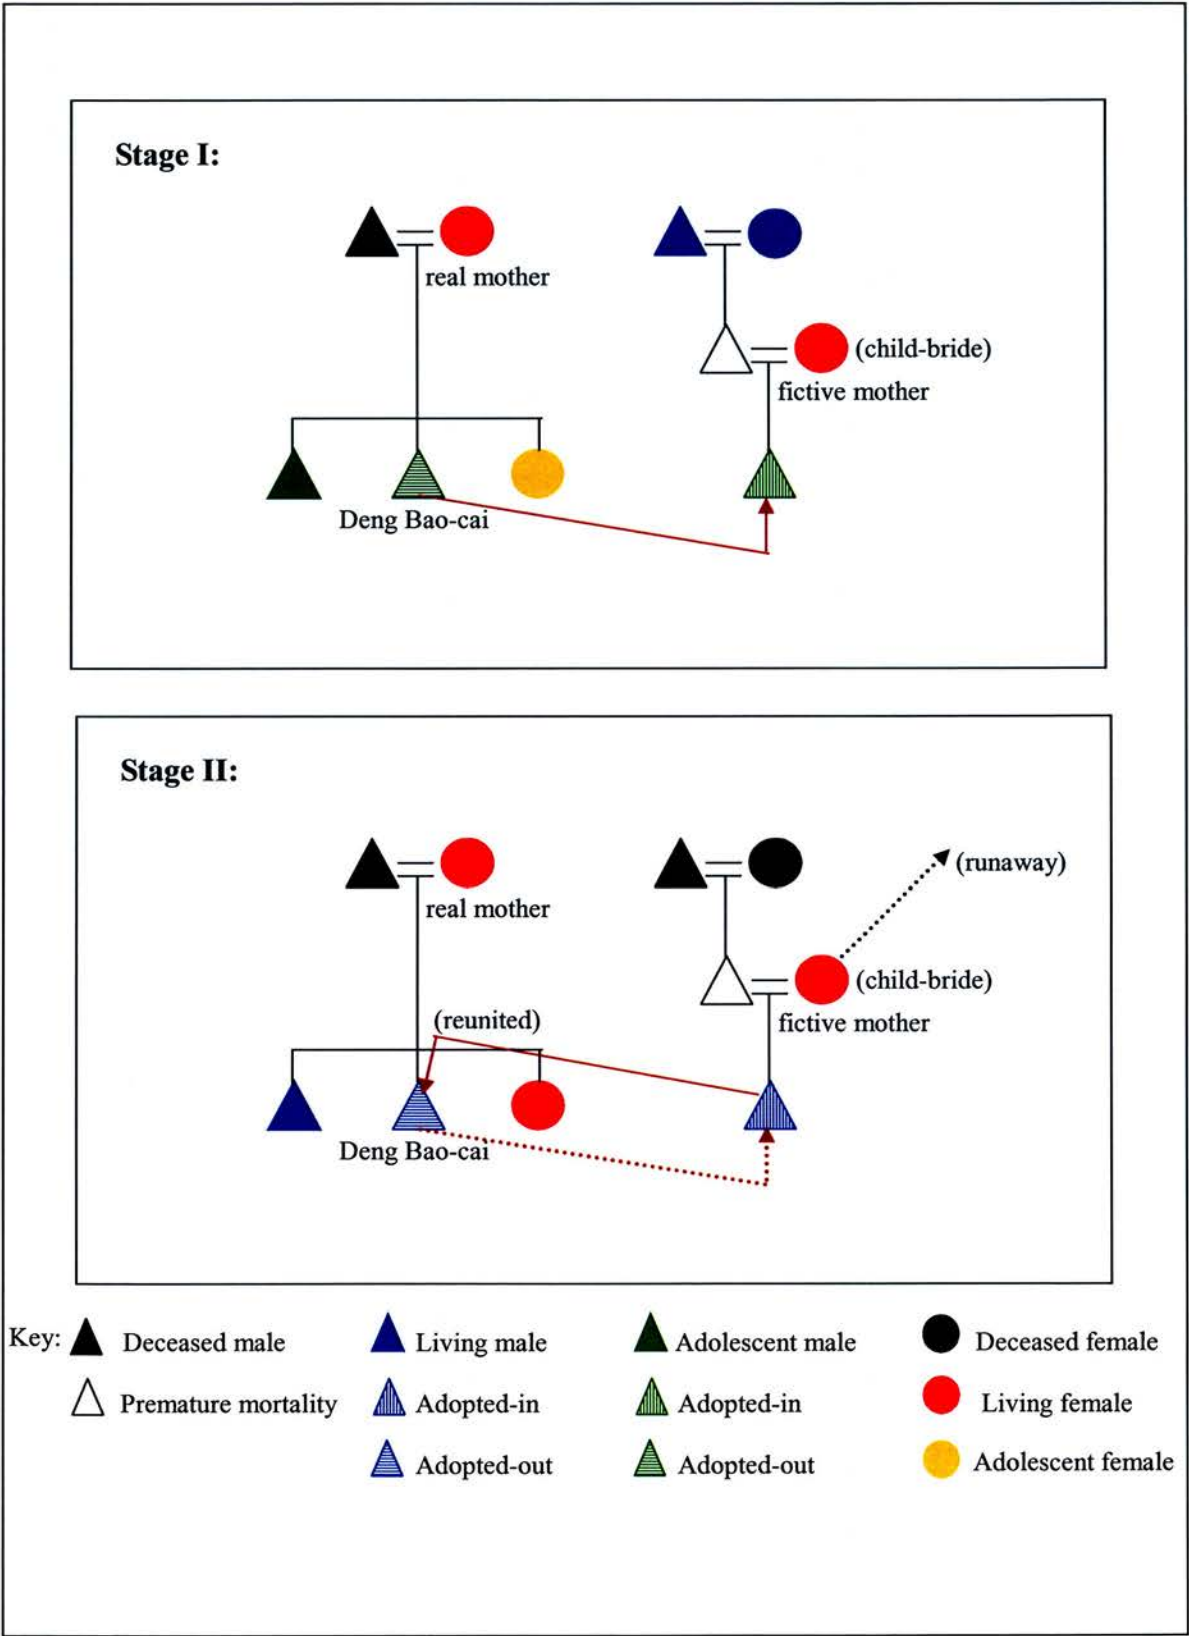 Stage I:
real mother
(child-bride)
fictive mother
Deng Bao-cai
Stage II:
(runaway)
real mother
(child-bride)
(reunited)
fictive mother
Deng Bao-cai
Key: Deceased male Living male Adolescent male Deceased female
Premature mortality Adopted-in Adopted-in Living female
Adopted-out Adopted-out Adolescent female